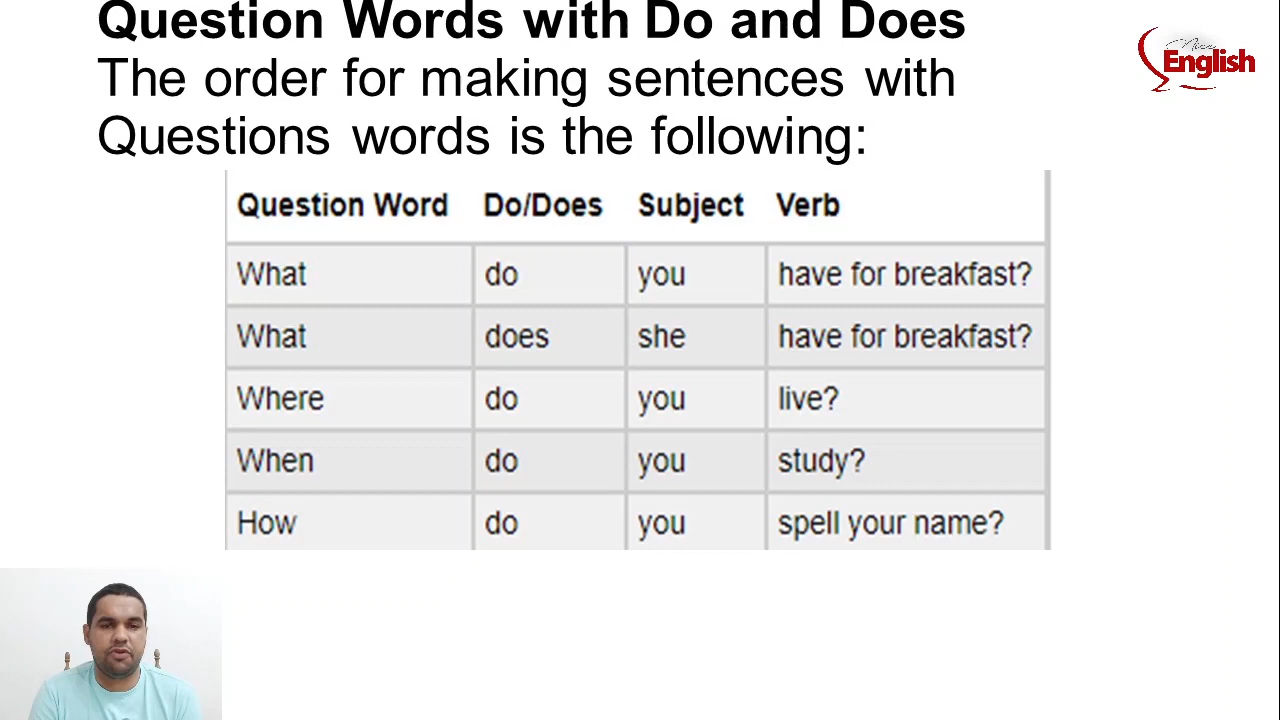 Question Words with Do and Does
The order for making sentences with
Questions words is the following:
English
Question Word Do/Does Subject Verb
What do you have for breakfast?
What does she have for breakfast?
Where do you live?
When do you study?
How do you spell your name?